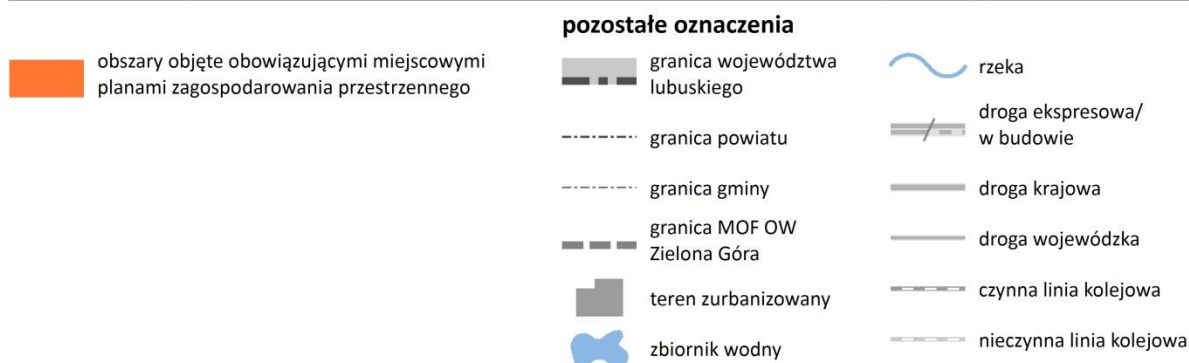 obszary objęte obowiązującymi miejscowymi
planami zagospodarowania przestrzennego
pozostałe oznaczenia
granica województwa
lubuskiego
granica powiatu
granica gminy
granica MOF OW
Zielona Góra
teren zurbanizowany
zbiornik wodny
rzeka
droga ekspresowa/
w budowie
droga krajowa
droga wojewódzka
czynna linia kolejowa
nieczynna linia kolejowa